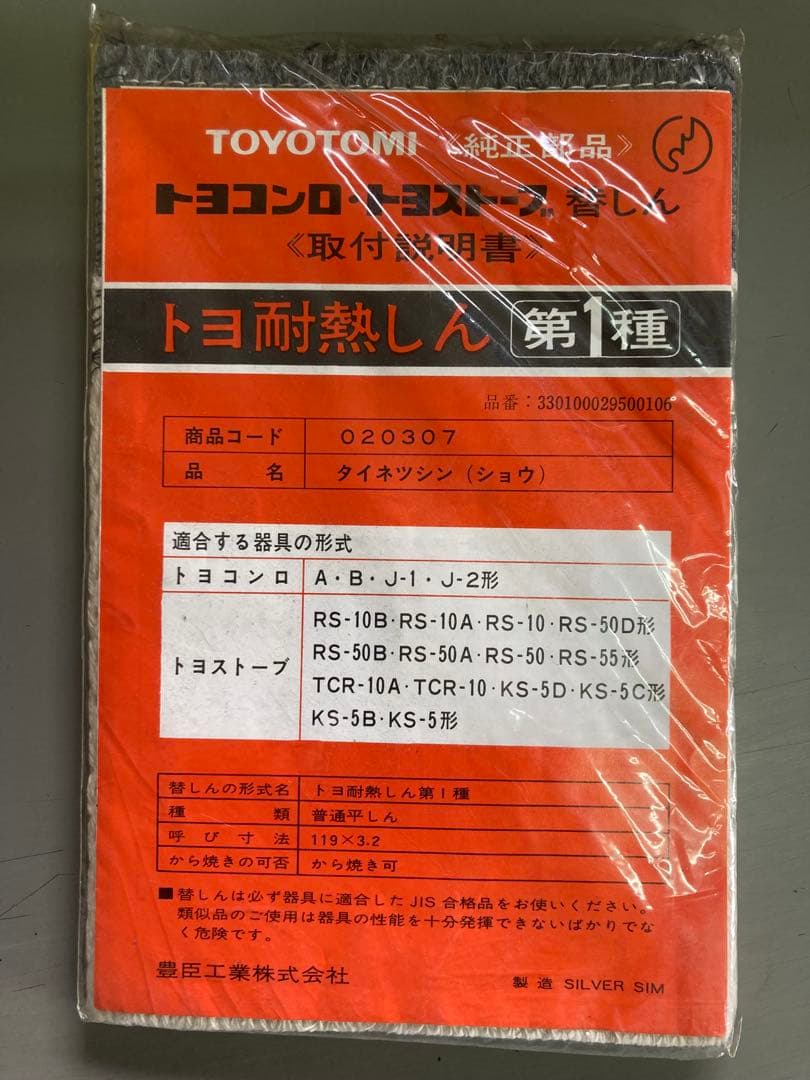 TOYOTOMI 《純正部品》
トヨコンロ・トヨストーブ 替しん
《取付説明書》
トヨ耐熱しん 第1種
品番：330100029500106
商品コード 020307
品名 タイネツシン（ショウ）
適合する器具の形式
トヨコンロ A・B・J-1・J-2形
トヨストーブ RS-10B・RS-10A・RS-10・RS-50D形
RS-50B・RS-50A・RS-50・RS-55形
TCR-10A・TCR-10・KS-5D・KS-5C形
KS-5B・KS-5形
替しんの形式名 トヨ耐熱しん第1種
種類 普通平しん
呼び寸法 119×3.2
から焼きの可否 から焼き可
■替しんは必ず器具に適合したJIS合格品をお使いください。
類似品のご使用は器具の性能を十分発揮できないばかりでな
く危険です。
豊臣工業株式会社
製造 SILVER SIM